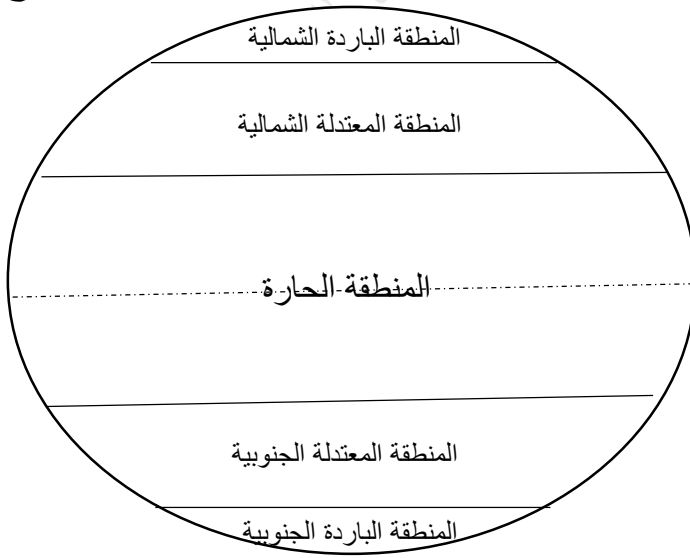 المنطقة الباردة الشمالية
المنطقة المعتدلة الشمالية
المنطقة الحارة
المنطقة المعتدلة الجنوبية
المنطقة الباردة الجنوبية